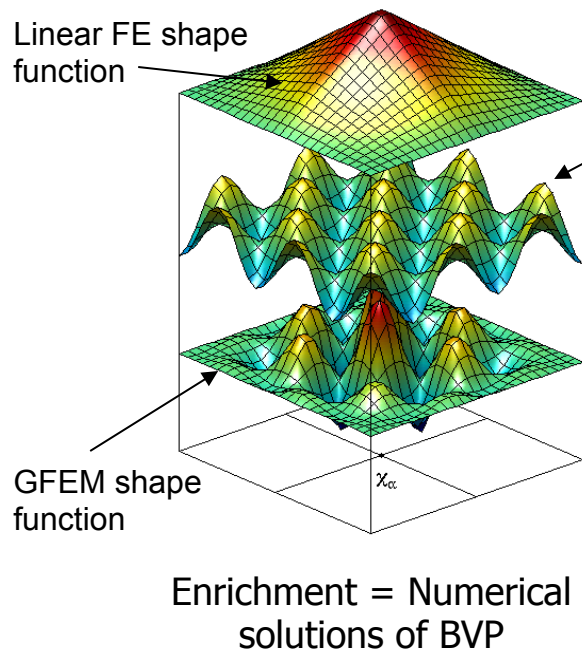 Linear FE shape
function
GFEM shape
function
χα
Enrichment = Numerical
solutions of BVP